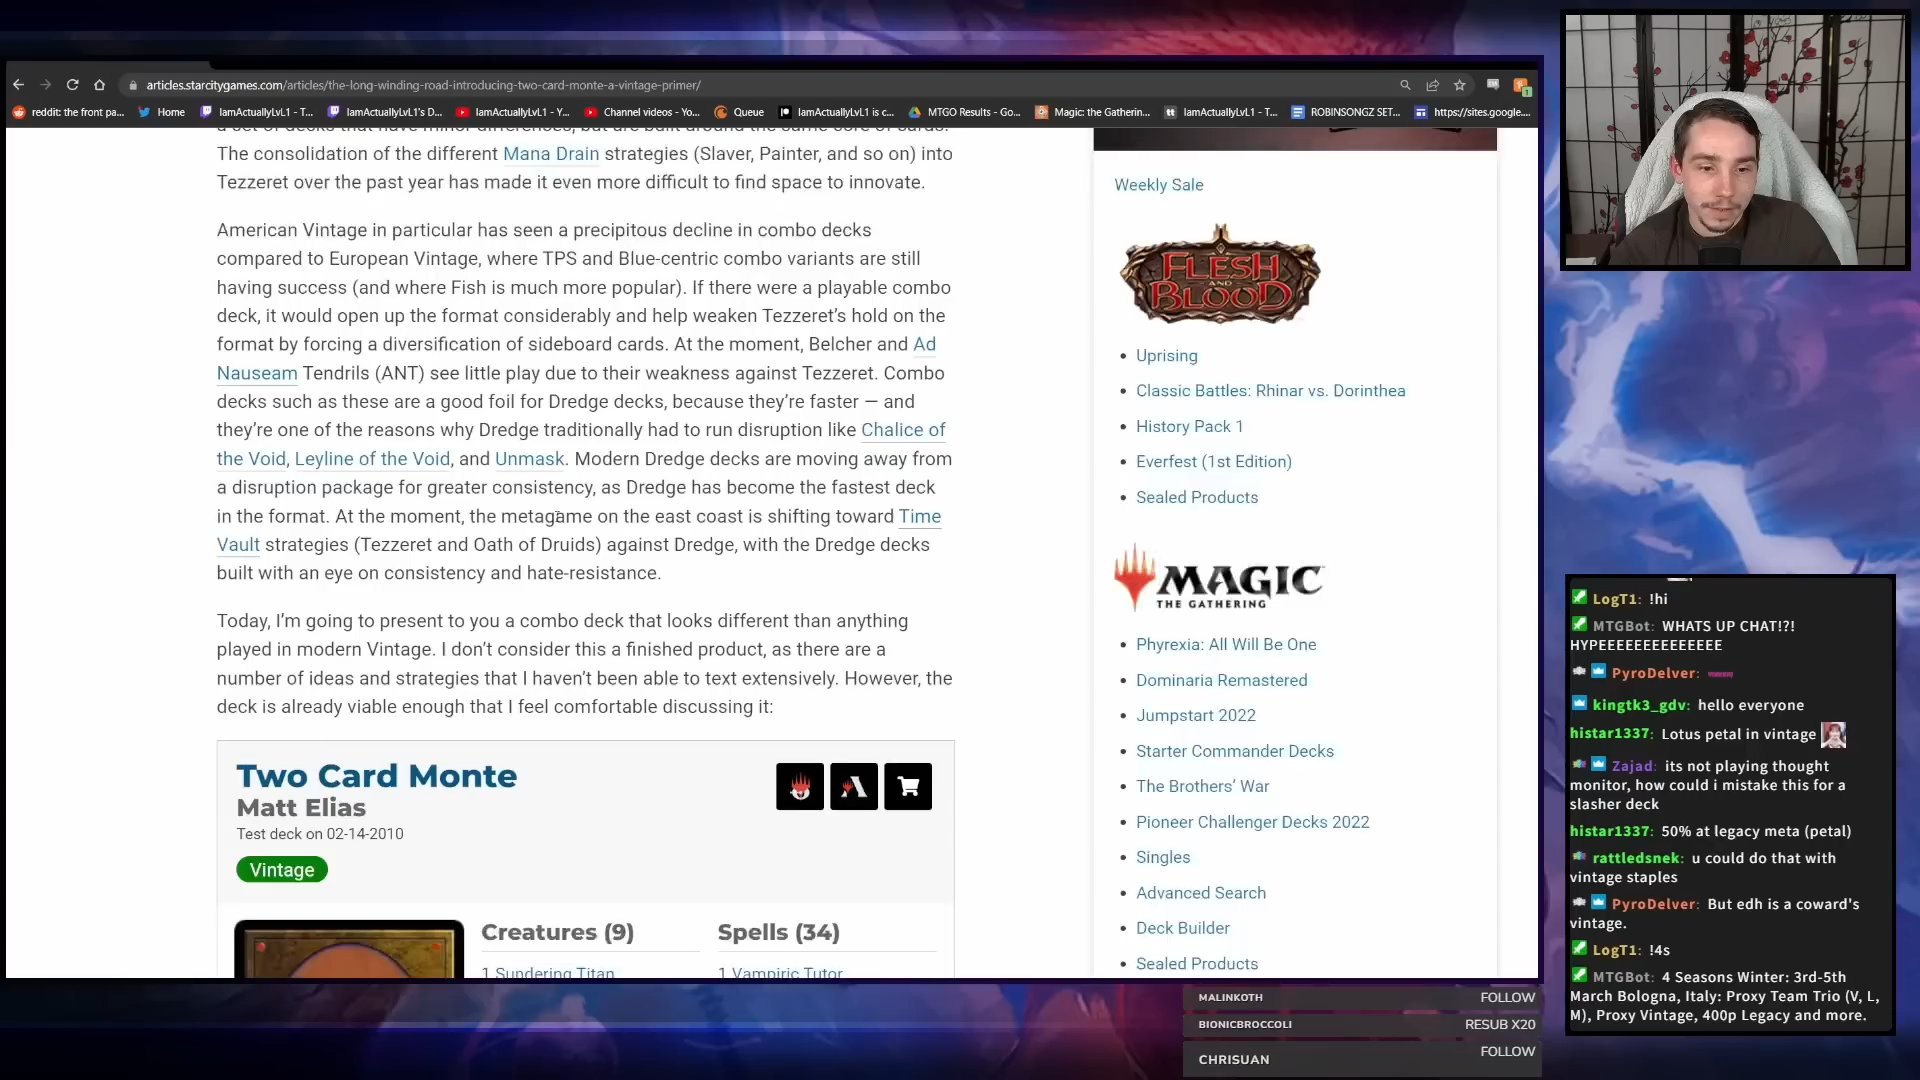 articles.starcitygames.com/articles/the-long-winding-road-introducing-two-card-monte-a-vintage-primer/
reddit: the front pa...
Home
IamActuallyLvL1 - T...
IamActuallyLvL1's D...
IamActuallyLvL1 - Y...
Channel videos - Yo...
Queue
IamActuallyLvL1 is c...
MTGO Results - Go...
Magic: the Gatherin...
IamActuallyLvL1 - T...
ROBINSONGZ SET...
https://sites.google....
a set of decks that have minor differences, but are built around the same core of cards.
The consolidation of the different Mana Drain strategies (Slaver, Painter, and so on) into
Tezzeret over the past year has made it even more difficult to find space to innovate.
American Vintage in particular has seen a precipitous decline in combo decks
compared to European Vintage, where TPS and Blue-centric combo variants are still
having success (and where Fish is much more popular). If there were a playable combo
deck, it would open up the format considerably and help weaken Tezzeret's hold on the
format by forcing a diversification of sideboard cards. At the moment, Belcher and Ad
Nauseam Tendrils (ANT) see little play due to their weakness against Tezzeret. Combo
decks such as these are a good foil for Dredge decks, because they're faster — and
they're one of the reasons why Dredge traditionally had to run disruption like Chalice of
the Void, Leyline of the Void, and Unmask. Modern Dredge decks are moving away from
a disruption package for greater consistency, as Dredge has become the fastest deck
in the format. At the moment, the metagame on the east coast is shifting toward Time
Vault strategies (Tezzeret and Oath of Druids) against Dredge, with the Dredge decks
built with an eye on consistency and hate-resistance.
Today, I'm going to present to you a combo deck that looks different than anything
played in modern Vintage. I don't consider this a finished product, as there are a
number of ideas and strategies that I haven't been able to text extensively. However, the
deck is already viable enough that I feel comfortable discussing it:
Two Card Monte
Matt Elias
Test deck on 02-14-2010
Vintage
Creatures (9)
1 Sundering Titan
Spells (34)
1 Vampiric Tutor
Weekly Sale
FLESH
AND
BLOOD
Uprising
Classic Battles: Rhinar vs. Dorinthea
History Pack 1
Everfest (1st Edition)
Sealed Products
MAGIC
THE GATHERING
Phyrexia: All Will Be One
Dominaria Remastered
Jumpstart 2022
Starter Commander Decks
The Brothers' War
Pioneer Challenger Decks 2022
Singles
Advanced Search
Deck Builder
Sealed Products
LogT1: !hi
MTGBot: WHATS UP CHAT!?!
HYPEEEEEEEEEEEEEEE
PyroDelver:
kingtk3_gdv: hello everyone
histar1337: Lotus petal in vintage
Zajad: its not playing thought
monitor, how could i mistake this for a
slasher deck
histar1337: 50% at legacy meta (petal)
rattledsnek: u could do that with
vintage staples
PyroDelver: But edh is a coward's
vintage.
LogT1: !4s
MTGBot: 4 Seasons Winter: 3rd-5th
March Bologna, Italy: Proxy Team Trio (V, L,
M), Proxy Vintage, 400p Legacy and more.
MALINKOTH FOLLOW
BIONICBROCCOLI RESUB X20
CHRISUAN FOLLOW